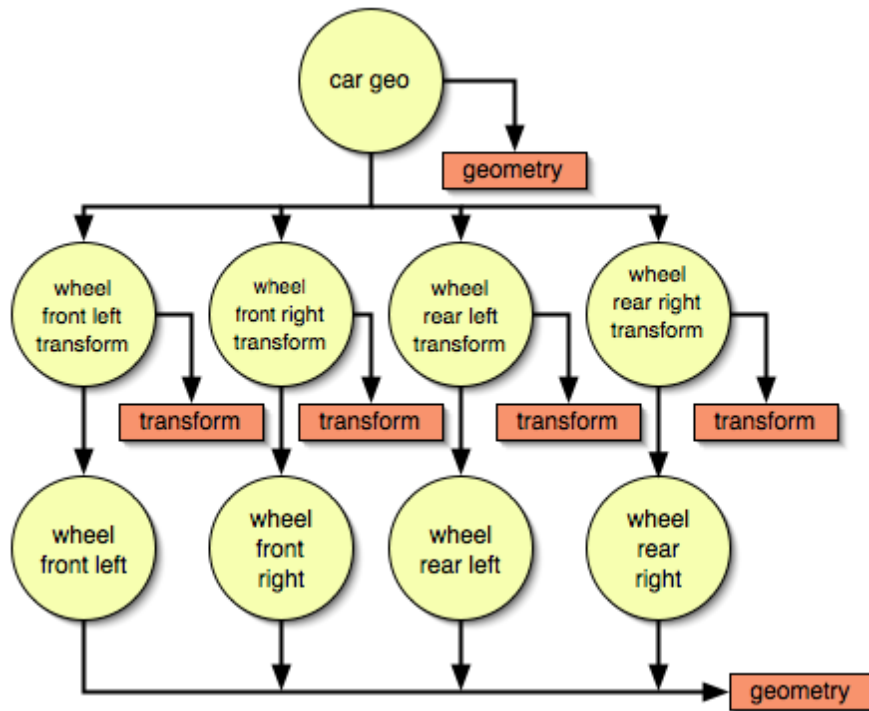 car geo
geometry
wheel
front left
transform
wheel
front right
transform
wheel
rear left
transform
wheel
rear right
transform
transform
transform
transform
transform
wheel
front left
wheel
front
right
wheel
rear left
wheel
rear
right
geometry